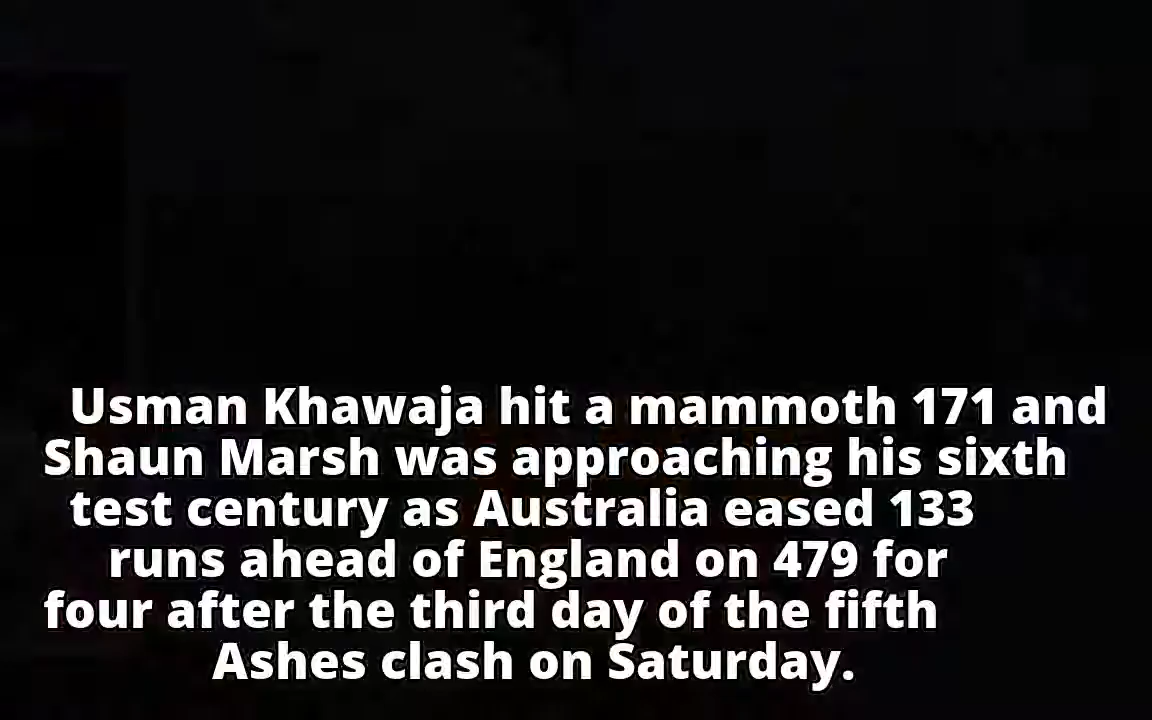 Usman Khawaja hit a mammoth 171 and
Shaun Marsh was approaching his sixth
test century as Australia eased 133
runs ahead of England on 479 for
four after the third day of the fifth
Ashes clash on Saturday.